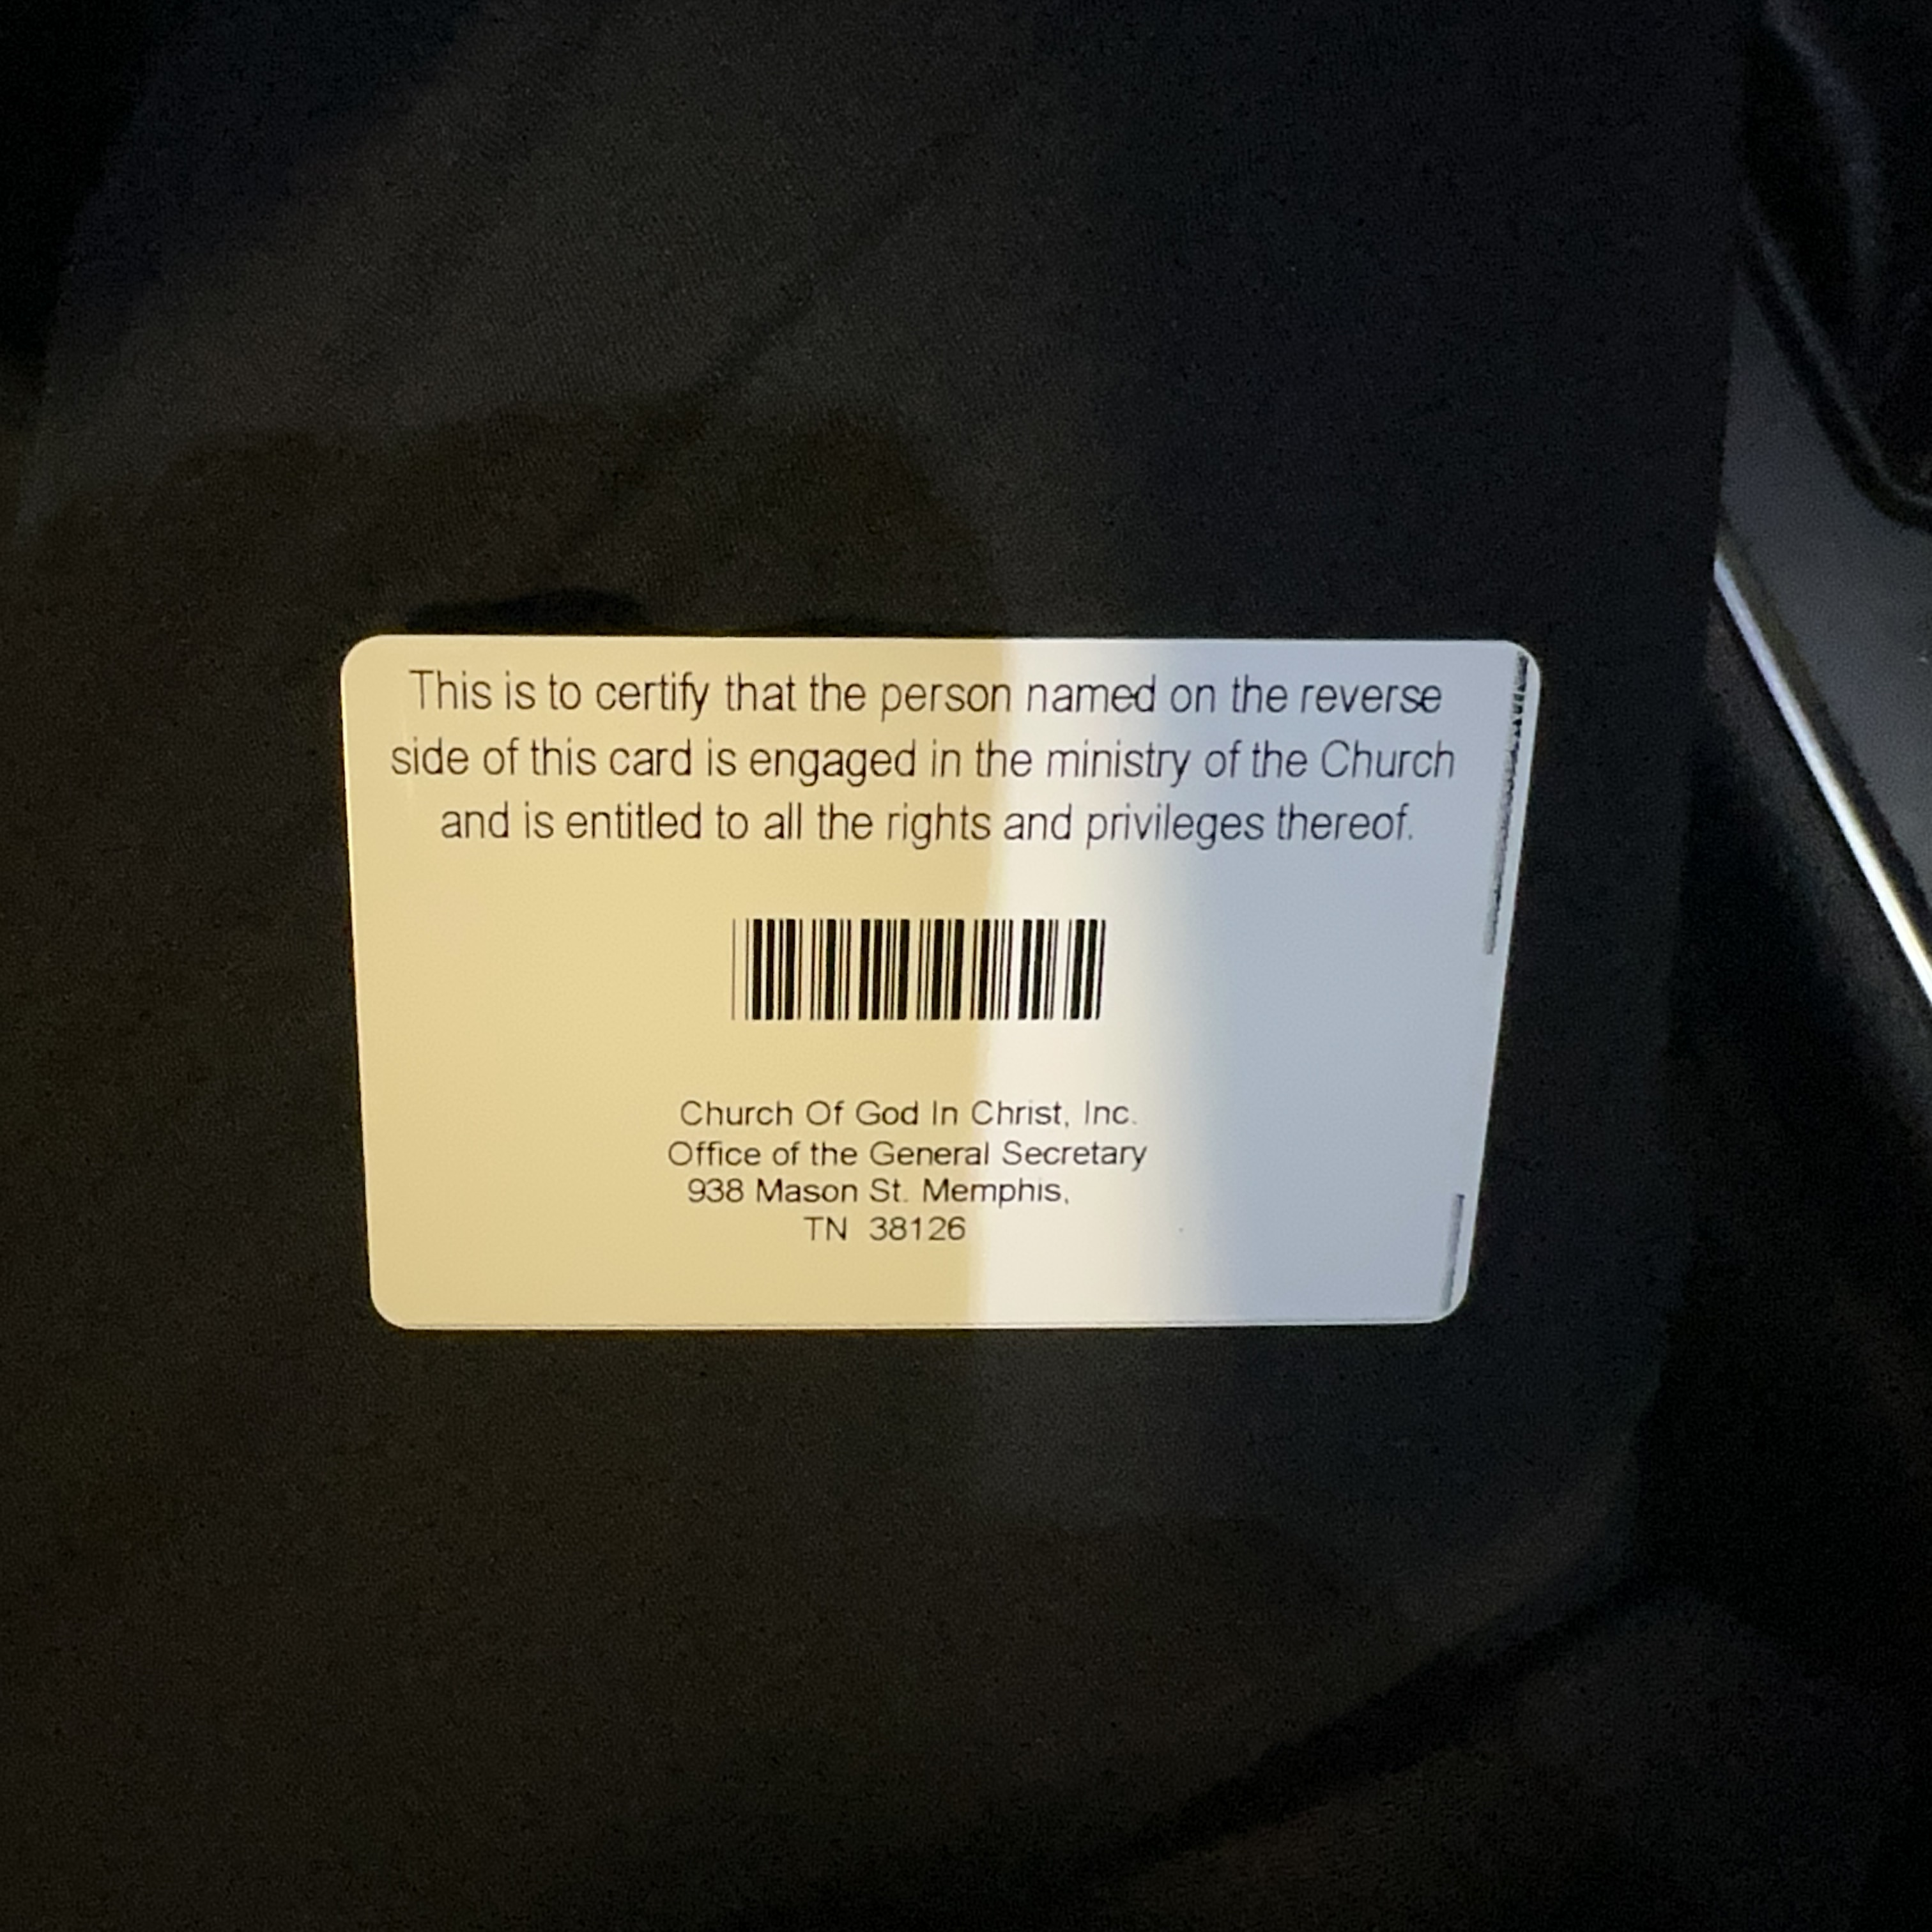 This is to certify that the person named on the reverse
side of this card is engaged in the ministry of the Church
and is entitled to all the rights and privileges thereof.
Church Of God In Christ, Inc.
Office of the General Secretary
938 Mason St. Memphis,
TN 38126